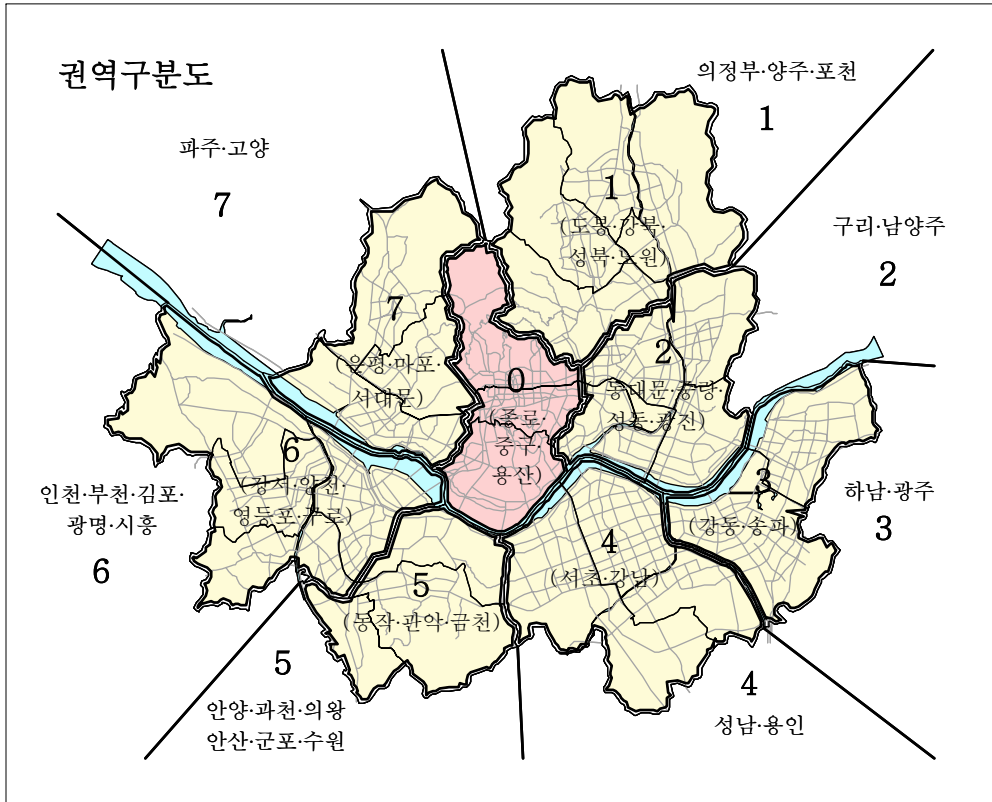 권역구분도
의정부·양주·포천
1
파주·고양
7
1
(도봉·강북·
성북·노원)
구리·남양주
2
7
(은평·마포·
서대문)
2
동대문·중랑·
성동·광진)
0
(종로·
중구·
용산)
6
(강서·양천
영등포·구로)
3
(강동·송파)
인천·부천·김포·
광명·시흥
6
하남·광주
3
4
(서초·강남)
5
(동작·관악·금천)
5
안양·과천·의왕
안산·군포·수원
4
성남·용인